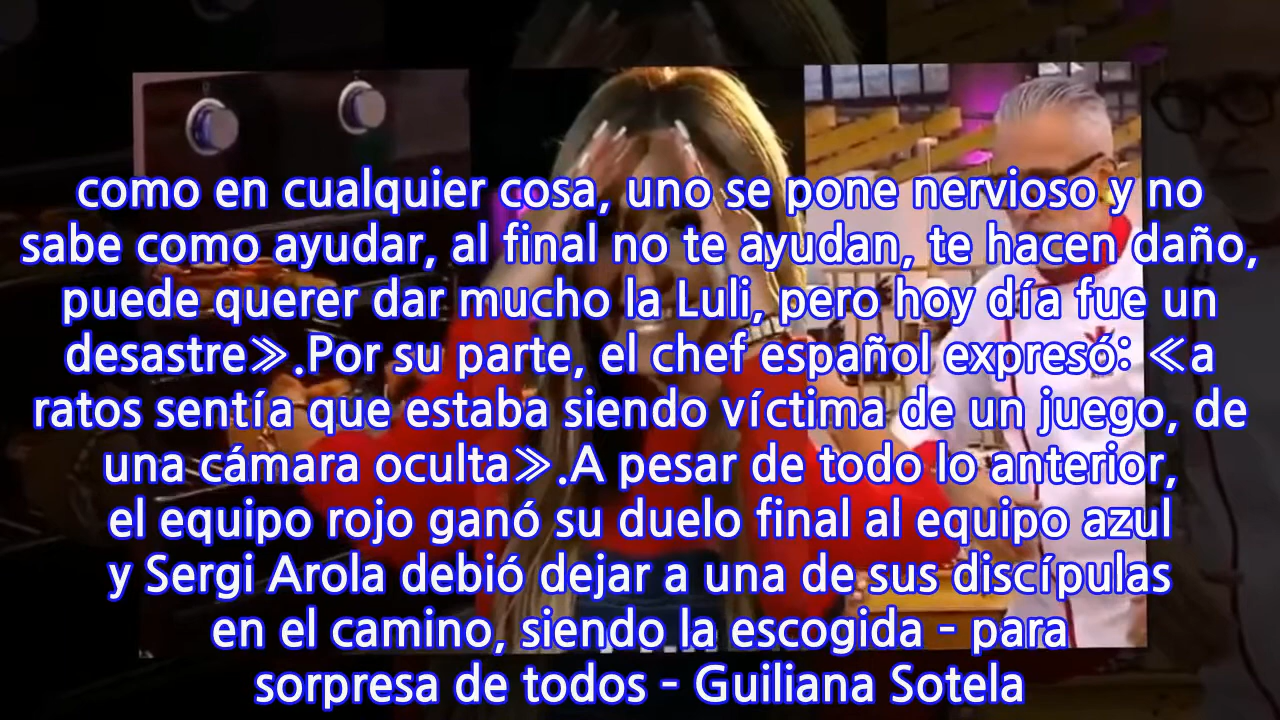 como en cualquier cosa, uno se pone nervioso y no
sabe como ayudar, al final no te ayudan, te hacen daño,
puede querer dar mucho la Luli, pero hoy día fue un
desastre≫.Por su parte, el chef español expresó: ≪a
ratos sentía que estaba siendo víctima de un juego, de
una cámara oculta≫.A pesar de todo lo anterior,
el equipo rojo ganó su duelo final al equipo azul
y Sergi Arola debió dejar a una de sus discípulas
en el camino, siendo la escogida - para
sorpresa de todos - Guiliana Sotela